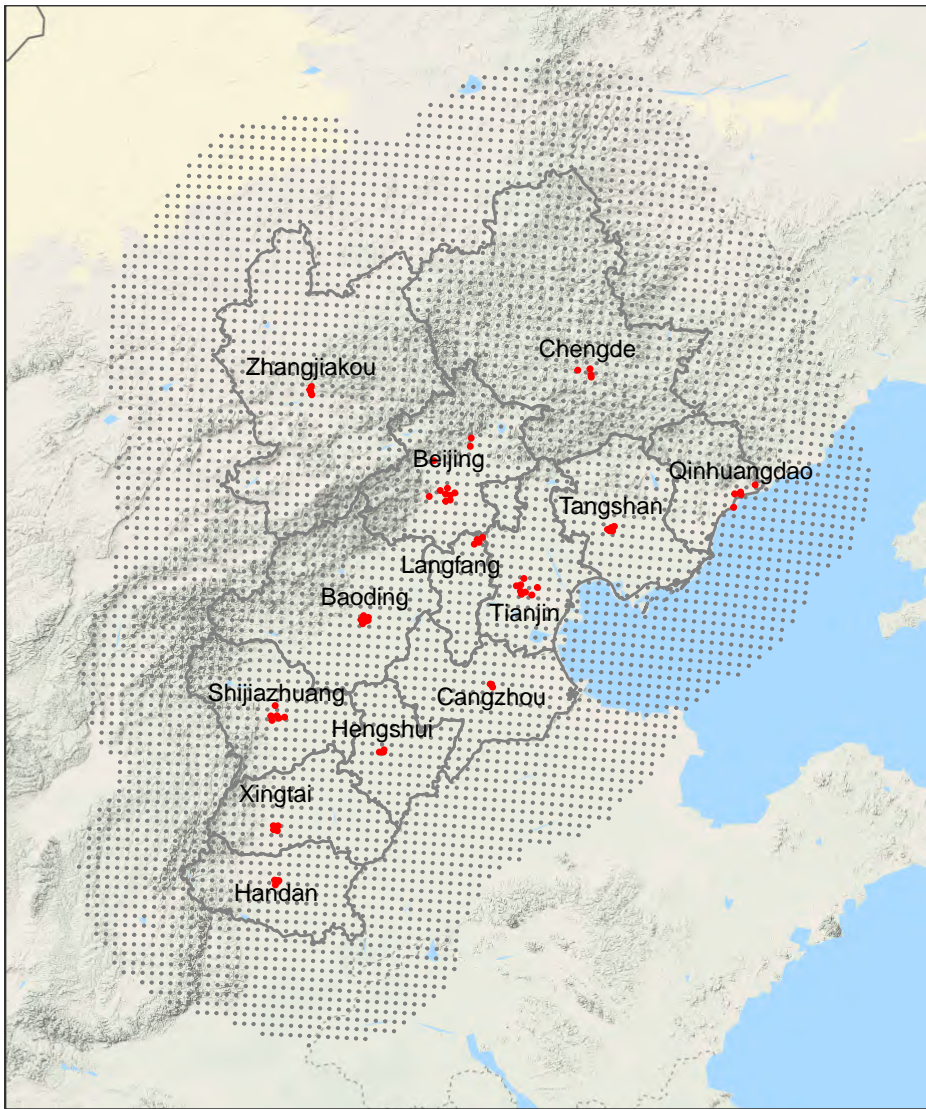 Chengde
Zhangjiakou
Beijing
Qinhuangdao
Tangshan
Langfang
Baoding
Tianjin
Shijiazhuang
Cangzhou
Hengshui
Xingtai
Handan